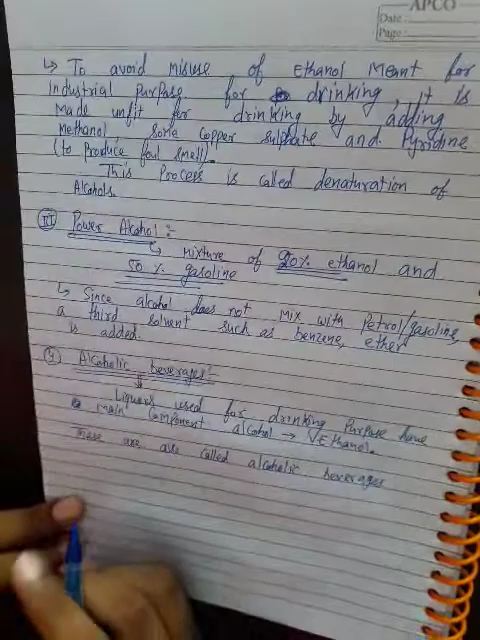 APCO
Date :
Page :
↳ To avoid misuse of Ethanol Meant for
industrial purpose for drinking, it is
Made unfit for drinking by adding
Methanol, some copper sulphate and Pyridine
(to produce foul smell).
This Process is called denaturation of
Alcohols.
III Power Alcohol :-
↳ mixture of 20% ethanol and
50 % gasoline
↳ Since alcohol does not mix with Petrol/gasoline,
a third solvent such as benzene, ether
is added.
Alcoholic beverages :-
Liquors used for drinking Purpose have
main component alcohol → Ethanol.
These are also called alcoholic beverages